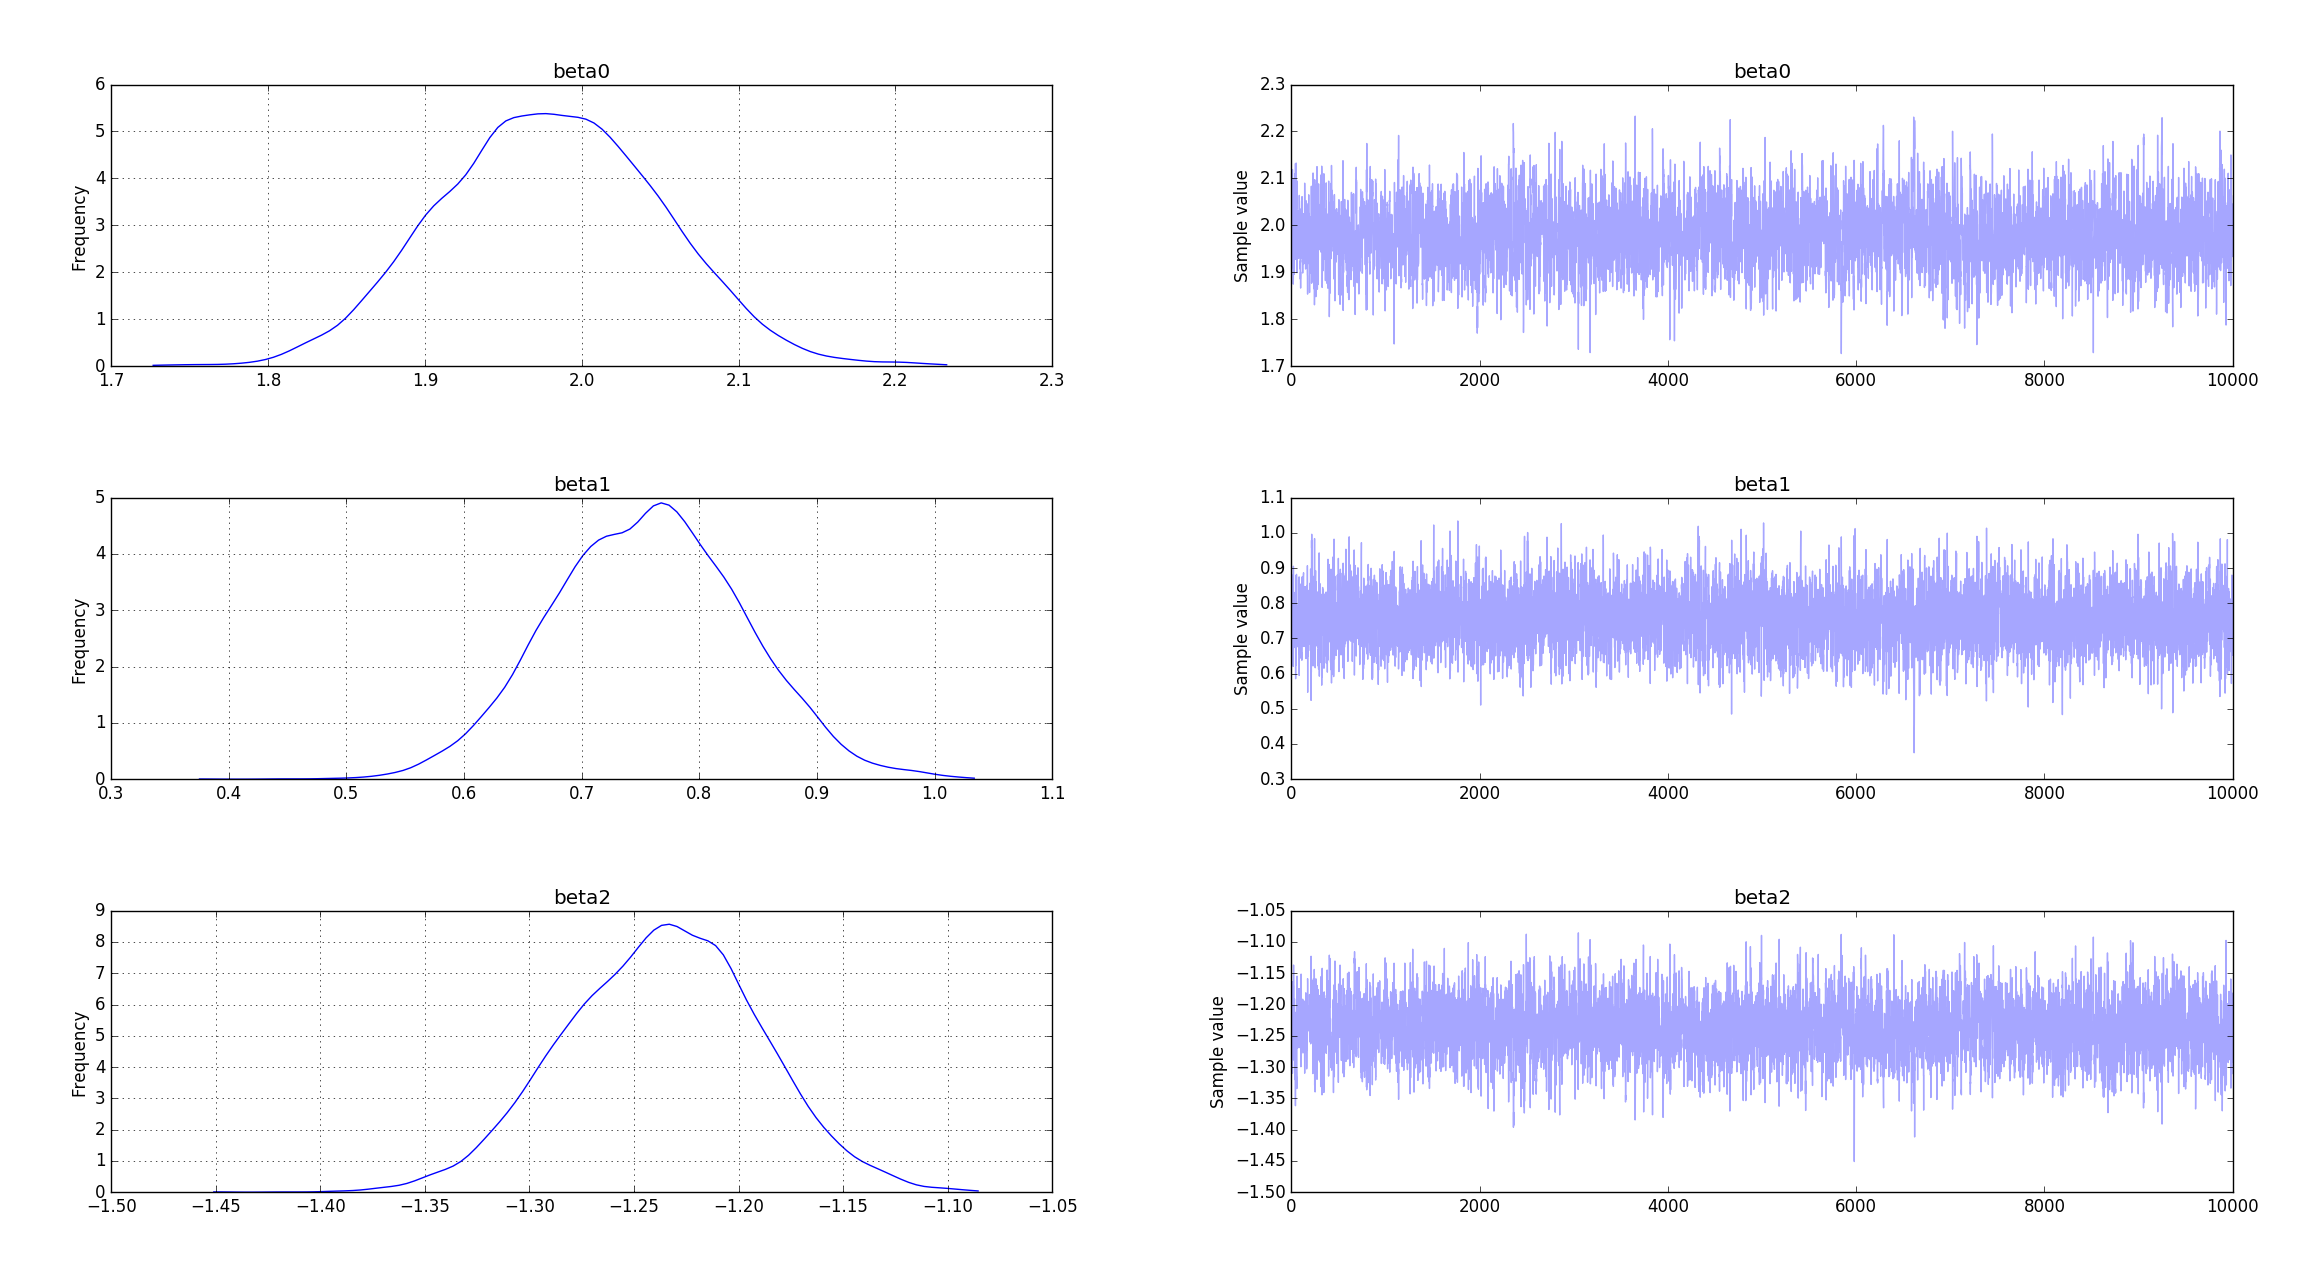 beta0
6
5
4
3
2
1
0
Frequency
1.7 1.8 1.9 2.0 2.1 2.2 2.3
beta0
2.3
2.2
2.1
2.0
1.9
1.8
1.7
Sample value
0 2000 4000 6000 8000 10000
beta1
5
4
3
2
1
0
Frequency
0.3 0.4 0.5 0.6 0.7 0.8 0.9 1.0 1.1
beta1
1.1
1.0
0.9
0.8
0.7
0.6
0.5
0.4
0.3
Sample value
0 2000 4000 6000 8000 10000
beta2
9
8
7
6
5
4
3
2
1
0
Frequency
−1.50 −1.45 −1.40 −1.35 −1.30 −1.25 −1.20 −1.15 −1.10 −1.05
beta2
−1.05
−1.10
−1.15
−1.20
−1.25
−1.30
−1.35
−1.40
−1.45
−1.50
Sample value
0 2000 4000 6000 8000 10000